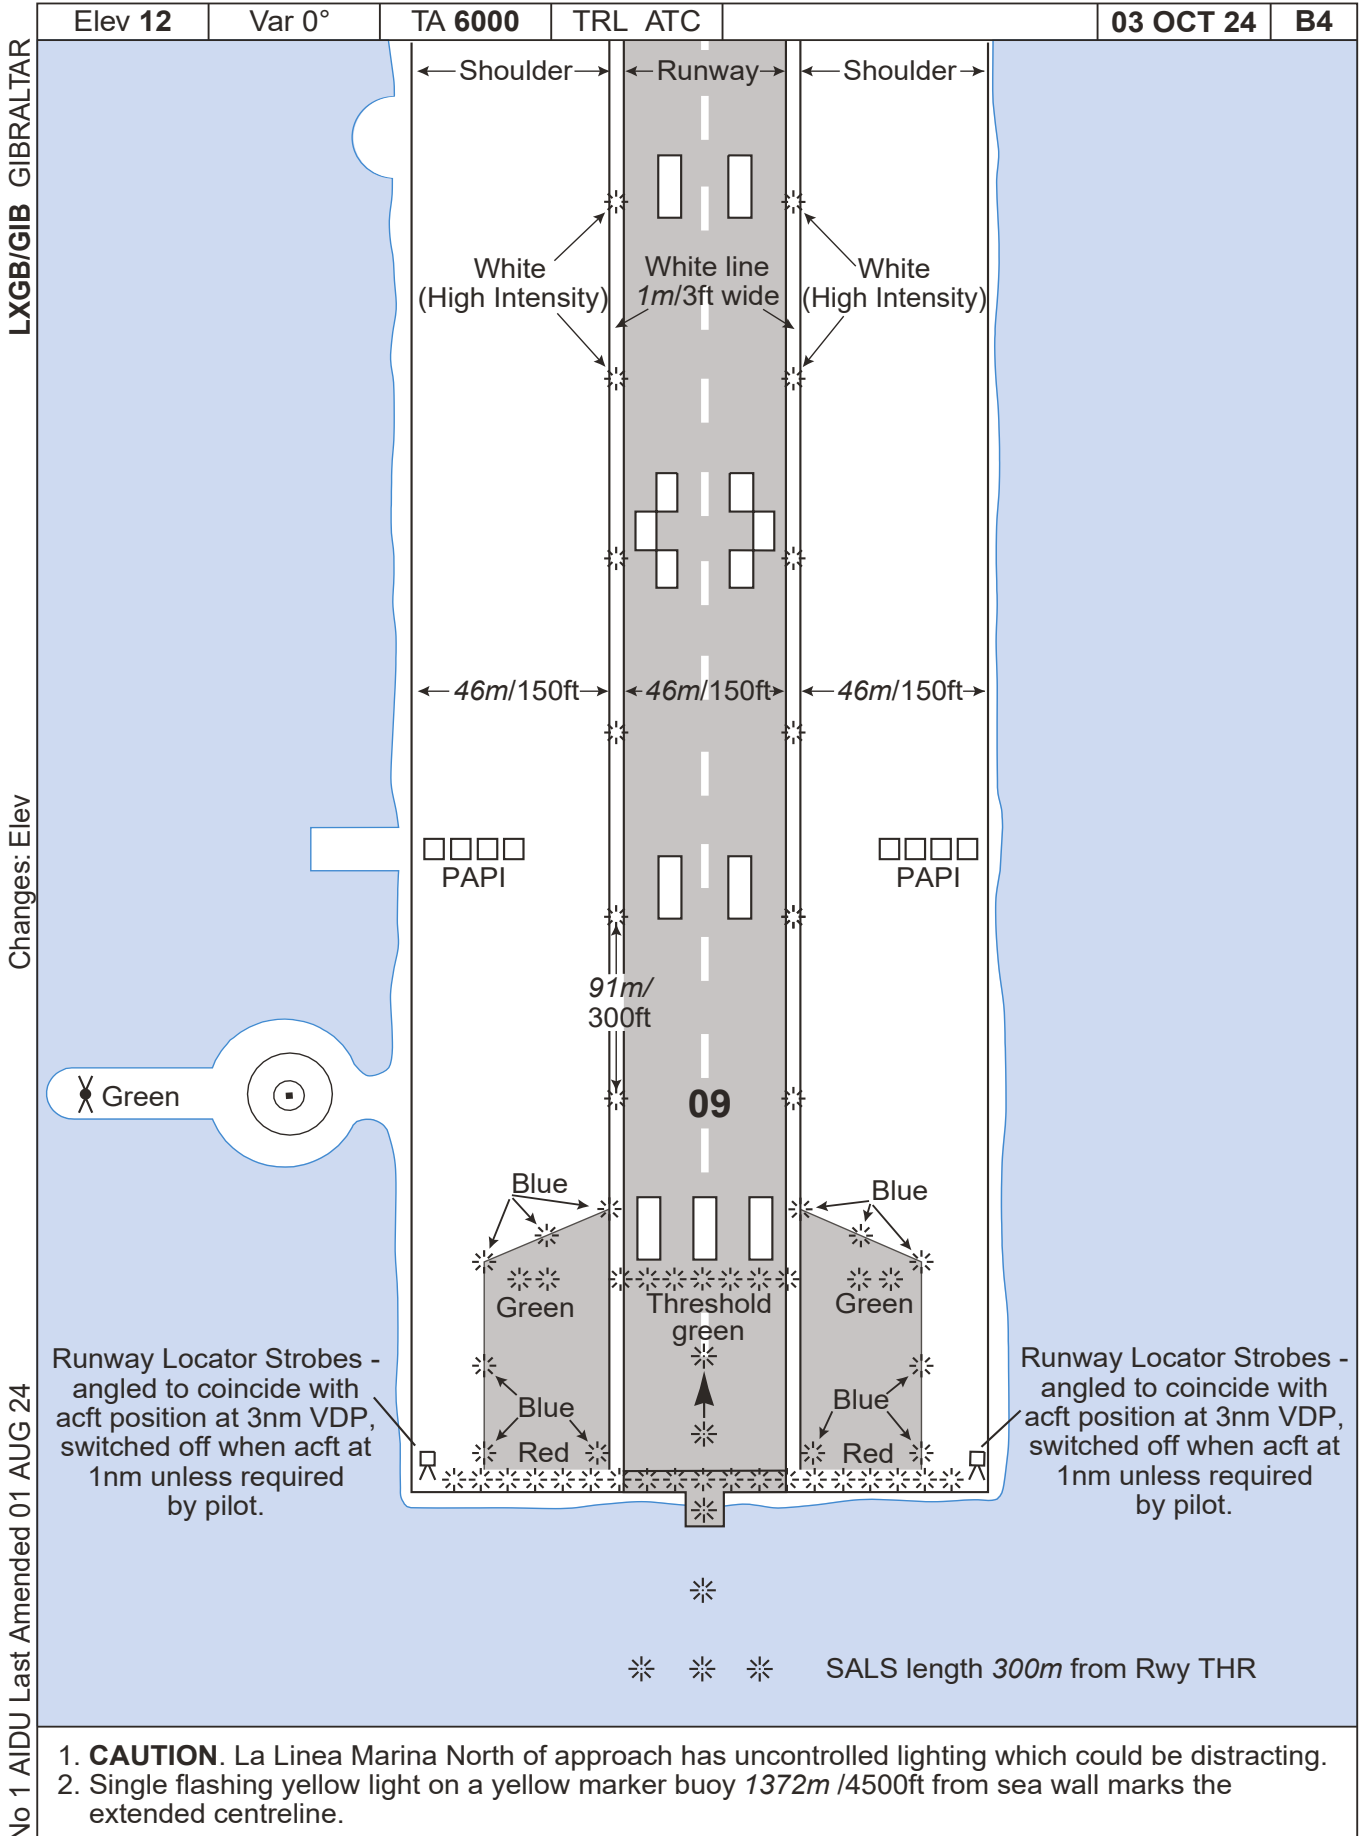 Elev 12 Var 0° TA 6000 TRL ATC 03 OCT 24 B4
LXGB/GIB GIBRALTAR
Changes: Elev
No 1 AIDU Last Amended 01 AUG 24
Shoulder Runway Shoulder
White
(High Intensity)
White line
1m/3ft wide
White
(High Intensity)
46m/150ft 46m/150ft 46m/150ft
PAPI
PAPI
91m/
300ft
Green
09
Blue
Blue
Green
Threshold
green
Green
Runway Locator Strobes -
angled to coincide with
acft position at 3nm VDP,
switched off when acft at
1nm unless required
by pilot.
Blue
Red
Blue
Red
Runway Locator Strobes -
angled to coincide with
acft position at 3nm VDP,
switched off when acft at
1nm unless required
by pilot.
SALS length 300m from Rwy THR
1. CAUTION. La Linea Marina North of approach has uncontrolled lighting which could be distracting.
2. Single flashing yellow light on a yellow marker buoy 1372m /4500ft from sea wall marks the
extended centreline.